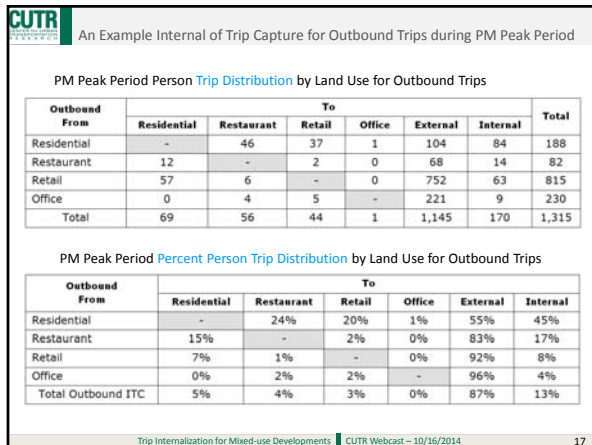 CUTR
CENTER for URBAN
TRANSPORTATION
RESEARCH
An Example Internal of Trip Capture for Outbound Trips during PM Peak Period
PM Peak Period Person Trip Distribution by Land Use for Outbound Trips
Outbound From To Total
Residential Restaurant Retail Office External Internal
Residential - 46 37 1 104 84 188
Restaurant 12 - 2 0 68 14 82
Retail 57 6 - 0 752 63 815
Office 0 4 5 - 221 9 230
Total 69 56 44 1 1,145 170 1,315
PM Peak Period Percent Person Trip Distribution by Land Use for Outbound Trips
Outbound From To
Residential Restaurant Retail Office External Internal
Residential - 24% 20% 1% 55% 45%
Restaurant 15% - 2% 0% 83% 17%
Retail 7% 1% - 0% 92% 8%
Office 0% 2% 2% - 96% 4%
Total Outbound ITC 5% 4% 3% 0% 87% 13%
Trip Internalization for Mixed-use Developments CUTR Webcast – 10/16/2014 17